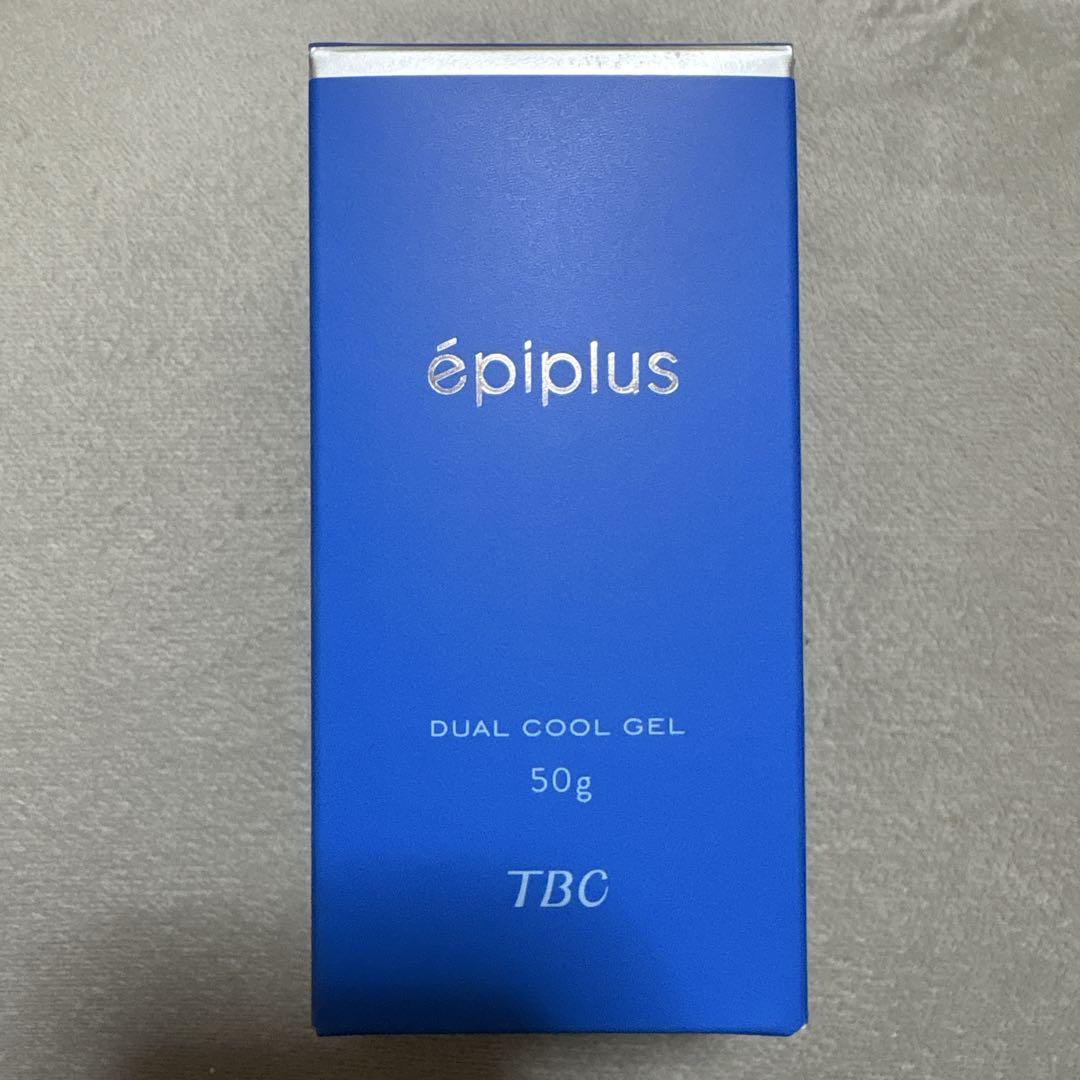 épiplus
DUAL COOL GEL
50g
TBC